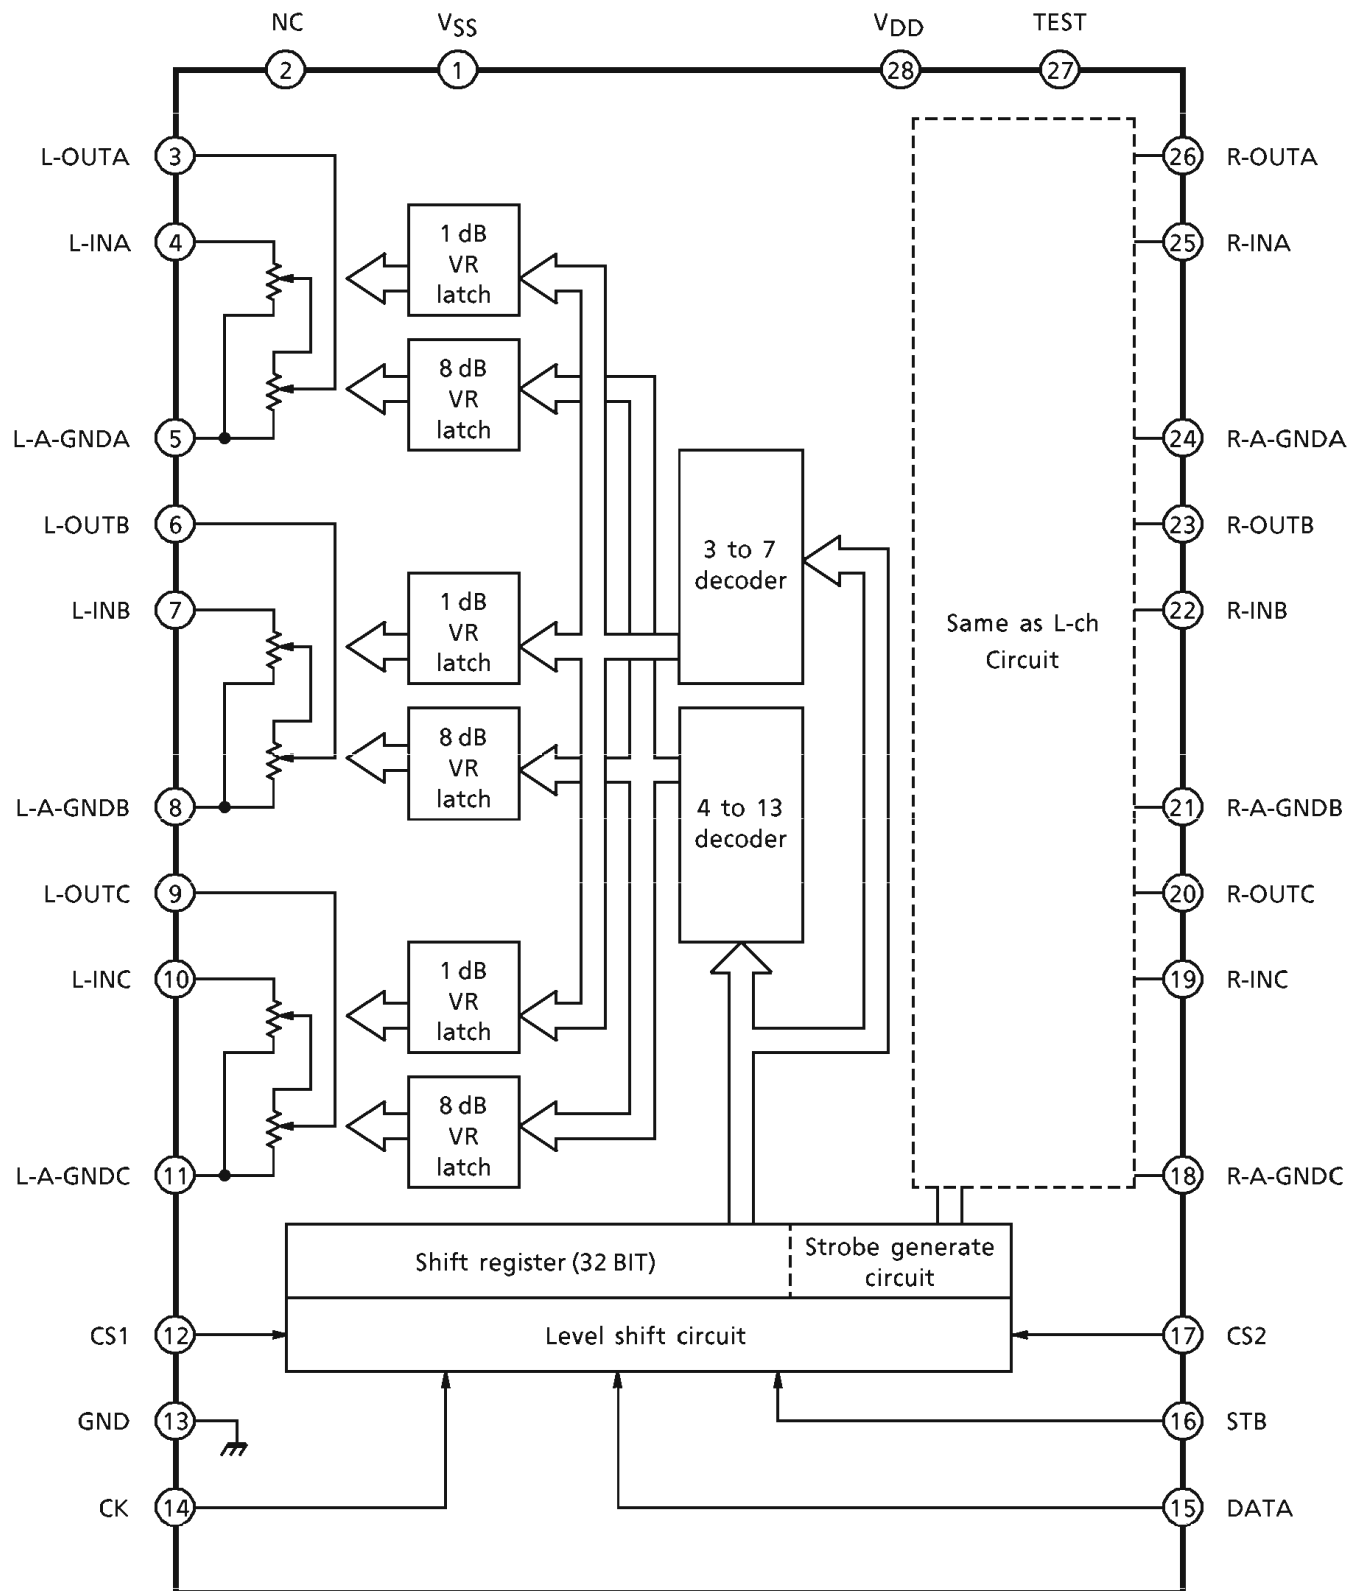 NC
VSS
VDD
TEST
2
1
28
27
L-OUTA
3
26
R-OUTA
L-INA
4
25
R-INA
1 dB
VR
latch
8 dB
VR
latch
L-A-GNDA
5
24
R-A-GNDA
L-OUTB
6
23
R-OUTB
3 to 7
decoder
L-INB
7
22
R-INB
1 dB
VR
latch
Same as L-ch
Circuit
8 dB
VR
latch
L-A-GNDB
8
21
R-A-GNDB
4 to 13
decoder
L-OUTC
9
20
R-OUTC
L-INC
10
19
R-INC
1 dB
VR
latch
8 dB
VR
latch
L-A-GNDC
11
18
R-A-GNDC
Shift register (32 BIT)
Strobe generate
circuit
CS1
12
Level shift circuit
17
CS2
GND
13
16
STB
CK
14
15
DATA